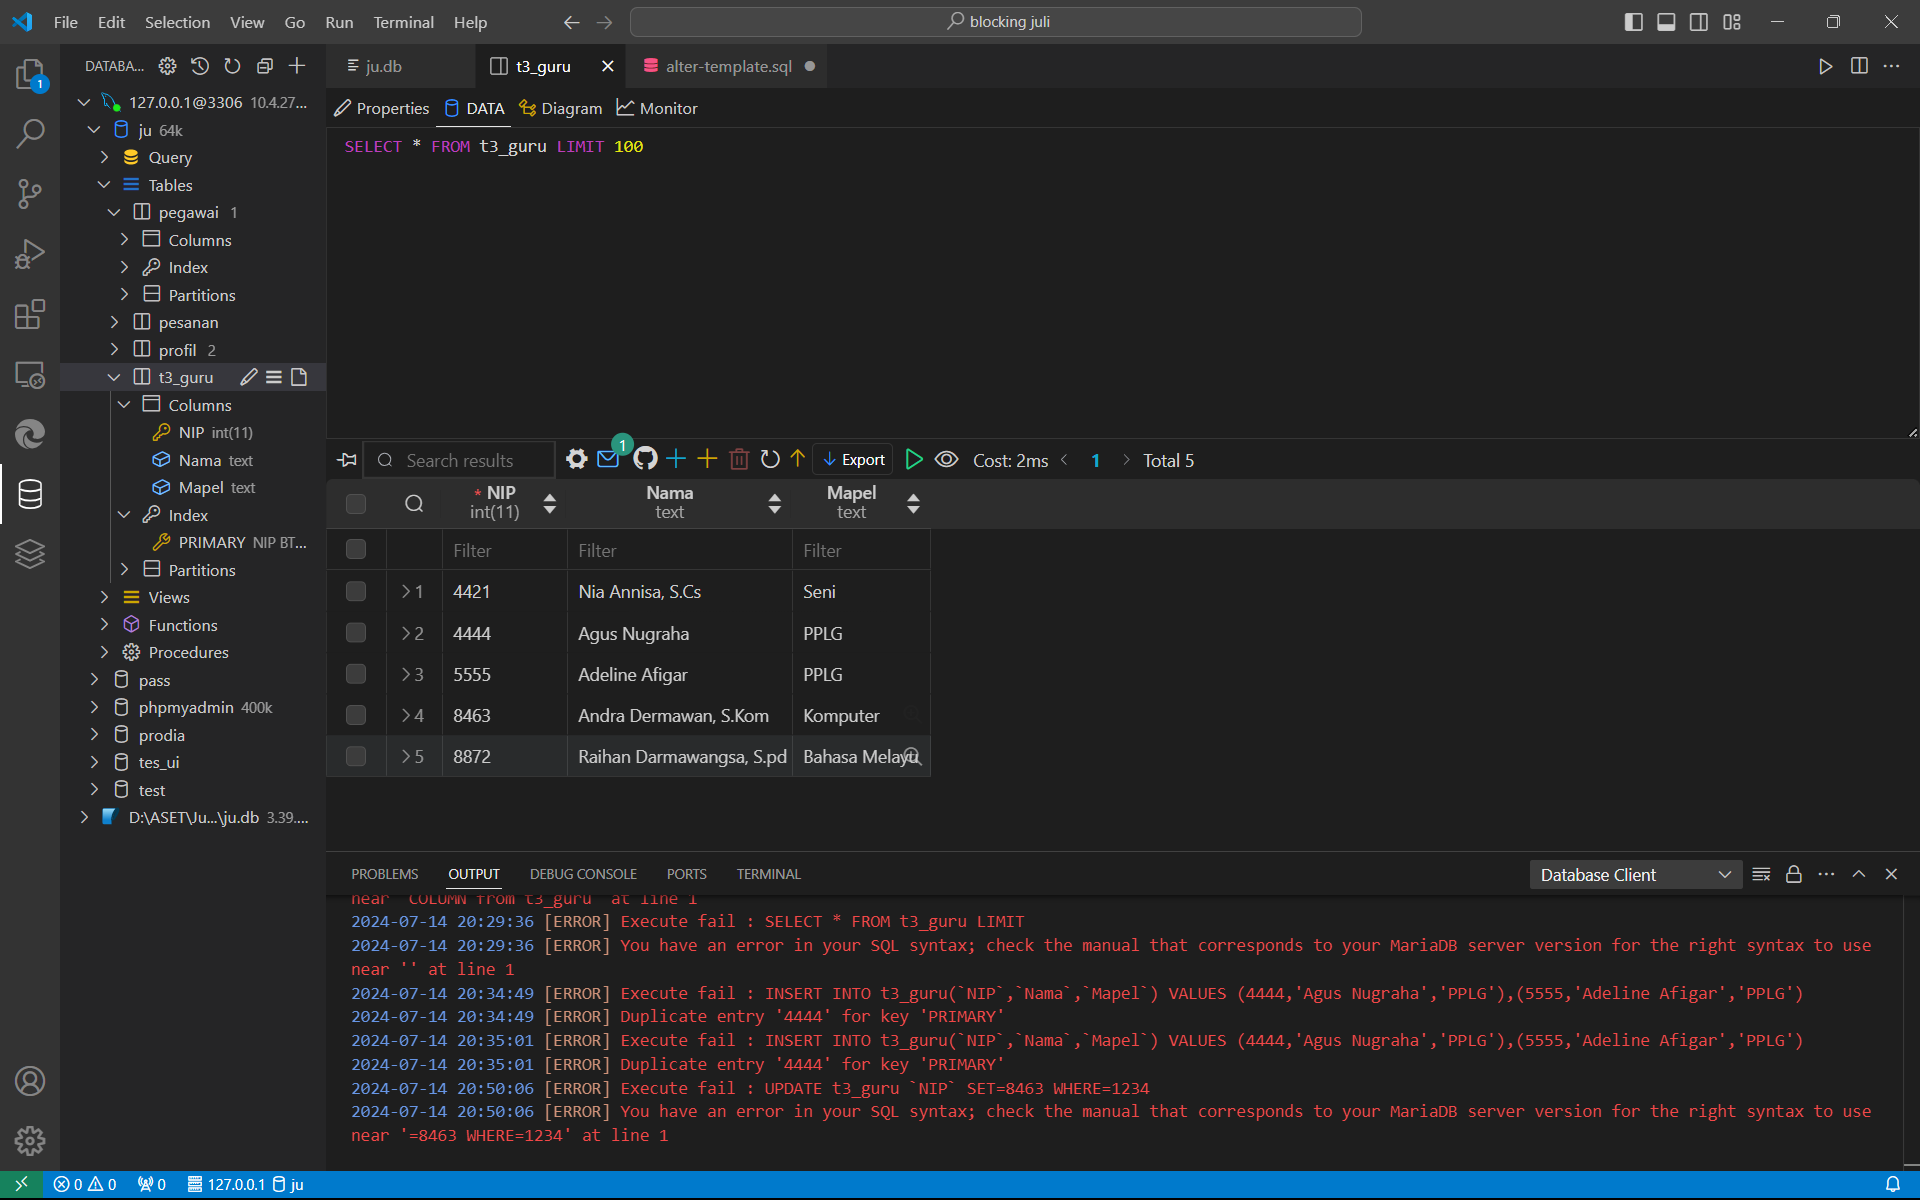 File Edit Selection View Go Run Terminal Help
blocking juli
1
DATABA...
ju.db
t3_guru
alter-template.sql
Properties DATA Diagram Monitor
SELECT * FROM t3_guru LIMIT 100
127.0.0.1@3306 10.4.27...
ju 64k
Query
Tables
pegawai 1
Columns
Index
Partitions
pesanan
profil 2
t3_guru
Columns
NIP int(11)
Nama text
Mapel text
Index
PRIMARY NIP BT...
Partitions
Views
Functions
Procedures
pass
phpmyadmin 400k
prodia
tes_ui
test
D:\ASET\Ju...\ju.db 3.39....
Search results
1
Export
Cost: 2ms
1
Total 5
* NIP Nama Mapel
int(11) text text
Filter Filter Filter
1 4421 Nia Annisa, S.Cs Seni
2 4444 Agus Nugraha PPLG
3 5555 Adeline Afigar PPLG
4 8463 Andra Dermawan, S.Kom Komputer
5 8872 Raihan Darmawangsa, S.pd Bahasa Melayu
PROBLEMS OUTPUT DEBUG CONSOLE PORTS TERMINAL
Database Client
near 'COLUMN from t3_guru' at line 1
2024-07-14 20:29:36 [ERROR] Execute fail : SELECT * FROM t3_guru LIMIT
2024-07-14 20:29:36 [ERROR] You have an error in your SQL syntax; check the manual that corresponds to your MariaDB server version for the right syntax to use
near '' at line 1
2024-07-14 20:34:49 [ERROR] Execute fail : INSERT INTO t3_guru(`NIP`,`Nama`,`Mapel`) VALUES (4444,'Agus Nugraha','PPLG'),(5555,'Adeline Afigar','PPLG')
2024-07-14 20:34:49 [ERROR] Duplicate entry '4444' for key 'PRIMARY'
2024-07-14 20:35:01 [ERROR] Execute fail : INSERT INTO t3_guru(`NIP`,`Nama`,`Mapel`) VALUES (4444,'Agus Nugraha','PPLG'),(5555,'Adeline Afigar','PPLG')
2024-07-14 20:35:01 [ERROR] Duplicate entry '4444' for key 'PRIMARY'
2024-07-14 20:50:06 [ERROR] Execute fail : UPDATE t3_guru `NIP` SET=8463 WHERE=1234
2024-07-14 20:50:06 [ERROR] You have an error in your SQL syntax; check the manual that corresponds to your MariaDB server version for the right syntax to use
near '=8463 WHERE=1234' at line 1
0 0 0 127.0.0.1 ju